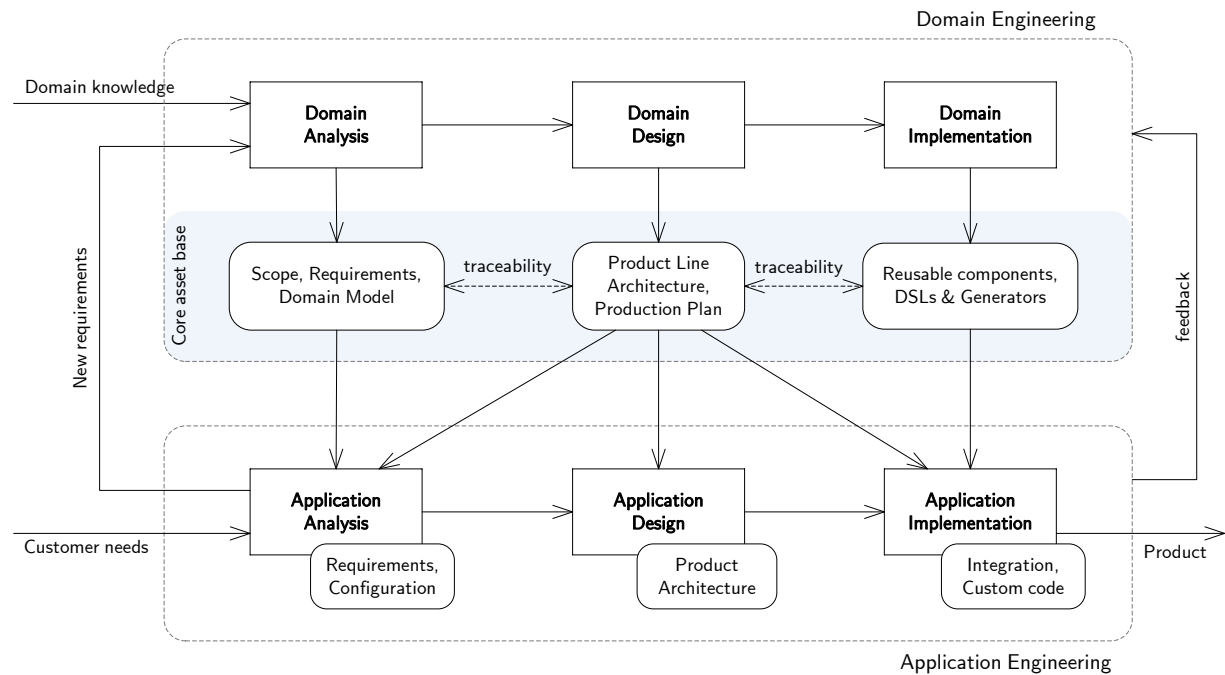 Domain Engineering
Domain knowledge
Domain
Analysis
Domain
Design
Domain
Implementation
Core asset base
Scope, Requirements,
Domain Model
traceability
Product Line
Architecture,
Production Plan
traceability
Reusable components,
DSLs & Generators
New requirements
feedback
Application
Analysis
Application
Design
Application
Implementation
Customer needs
Product
Requirements,
Configuration
Product
Architecture
Integration,
Custom code
Application Engineering